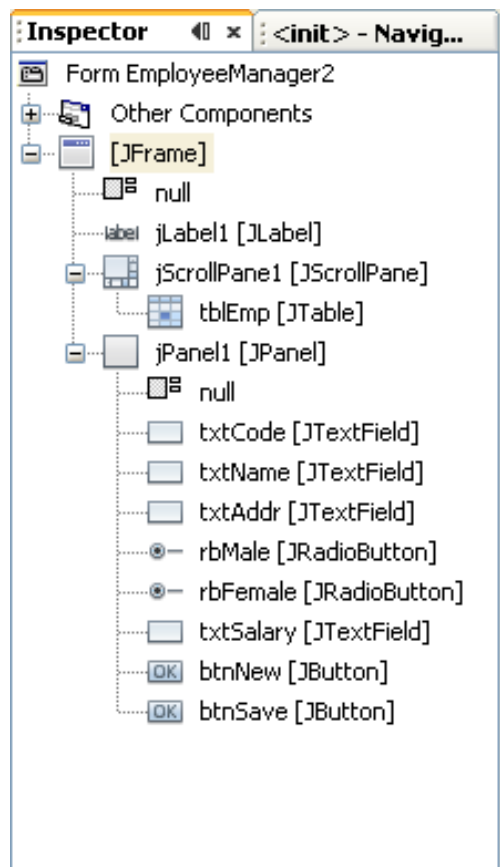 Inspector <init> - Navig...
Form EmployeeManager2
Other Components
[JFrame]
null
label jLabel1 [JLabel]
jScrollPane1 [JScrollPane]
tblEmp [JTable]
jPanel1 [JPanel]
null
txtCode [JTextField]
txtName [JTextField]
txtAddr [JTextField]
rbMale [JRadioButton]
rbFemale [JRadioButton]
txtSalary [JTextField]
OK btnNew [JButton]
OK btnSave [JButton]